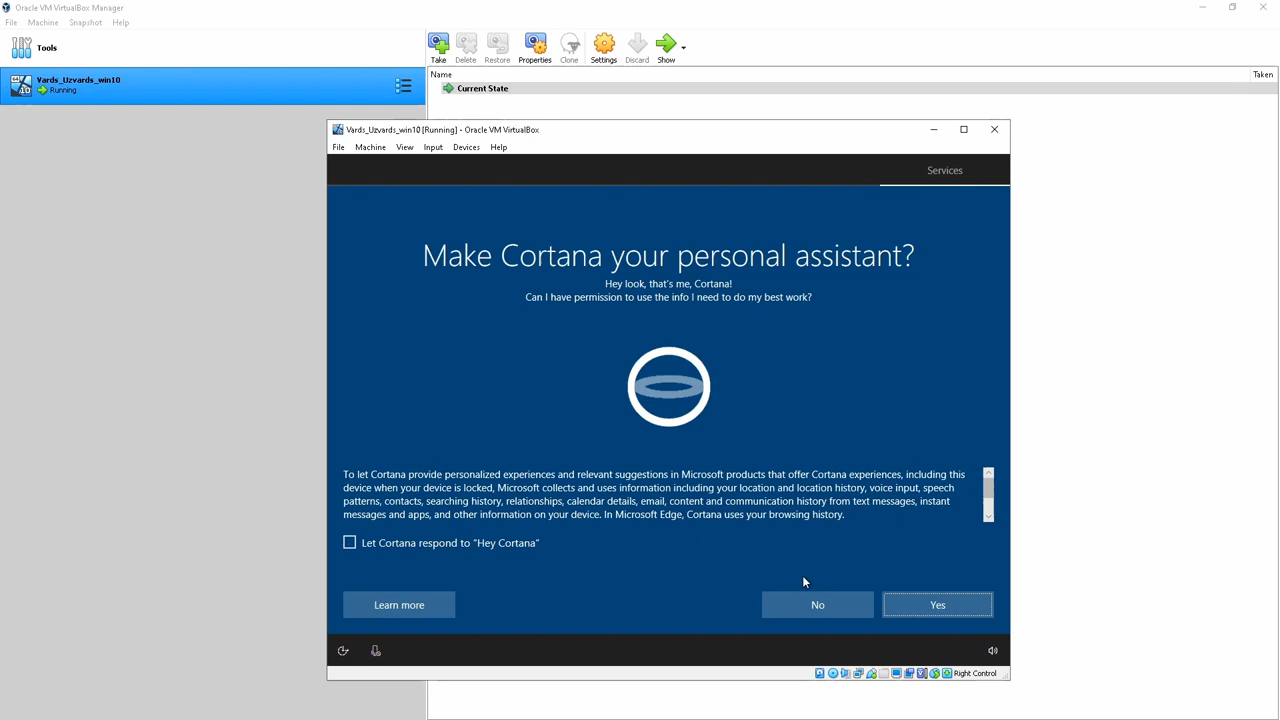 Oracle VM VirtualBox Manager
File Machine Snapshot Help
Tools
Take Delete Restore Properties Clone Settings Discard Show
Vards_Uzvards_win10
Running
Name Taken
Current State
Vards_Uzvards_win10 [Running] - Oracle VM VirtualBox
File Machine View Input Devices Help
Services
Make Cortana your personal assistant?
Hey look, that's me, Cortana!
Can I have permission to use the info I need to do my best work?
To let Cortana provide personalized experiences and relevant suggestions in Microsoft products that offer Cortana experiences, including this
device when your device is locked, Microsoft collects and uses information including your location and location history, voice input, speech
patterns, contacts, searching history, relationships, calendar details, email, content and communication history from text messages, instant
messages and apps, and other information on your device. In Microsoft Edge, Cortana uses your browsing history.
Let Cortana respond to "Hey Cortana"
Learn more No Yes
Right Control